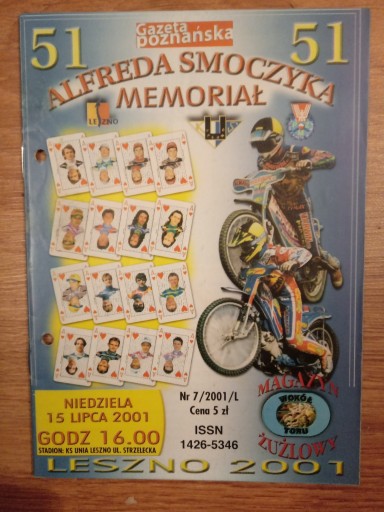 Gazeta
poznańska
51
51
ALFREDA SMOCZYKA
MEMORIAŁ
LESZNO
NIEDZIELA
15 LIPCA 2001
GODZ 16.00
STADION: KS UNIA LESZNO UL. STRZELECKA
Nr 7/2001/L
Cena 5 zł
ISSN
1426-5346
MAGAZYN
WOKÓŁ
TORU
ŻUŻLOWY
LESZNO 2001